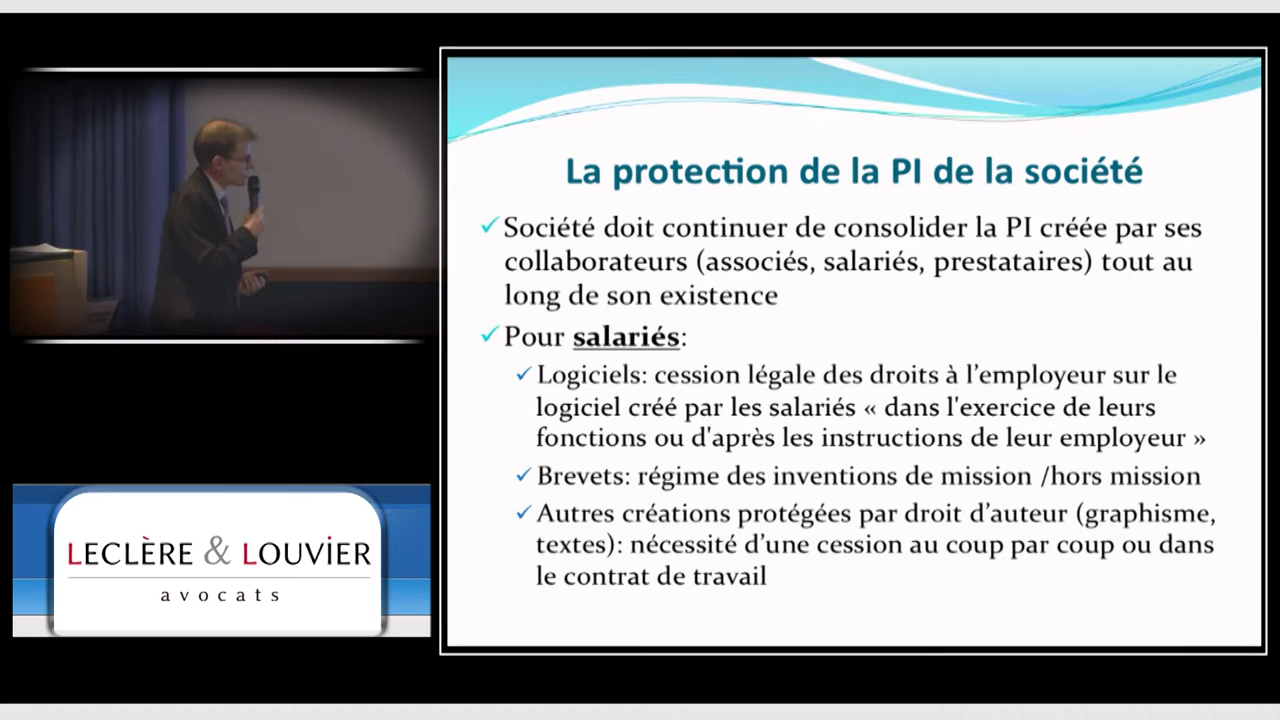 La protection de la PI de la société
Société doit continuer de consolider la PI créée par ses
collaborateurs (associés, salariés, prestataires) tout au
long de son existence
Pour salariés:
Logiciels: cession légale des droits à l’employeur sur le
logiciel créé par les salariés « dans l'exercice de leurs
fonctions ou d'après les instructions de leur employeur »
Brevets: régime des inventions de mission /hors mission
Autres créations protégées par droit d’auteur (graphisme,
textes): nécessité d’une cession au coup par coup ou dans
le contrat de travail
LECLÈRE & LOUVIER
avocats